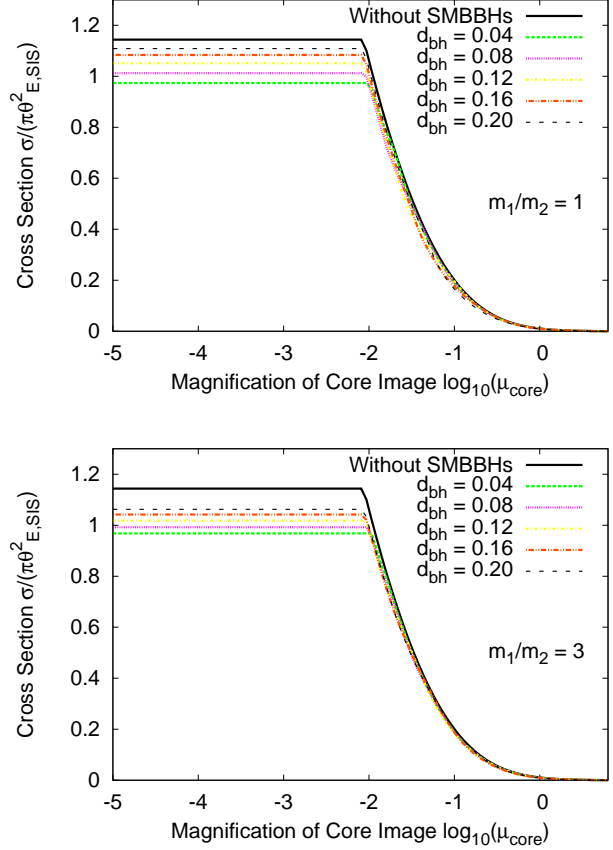 1.2
1
0.8
0.6
0.4
0.2
0
Cross Section σ/(πθ²E,SIS)
Without SMBBHs
dbh = 0.04
dbh = 0.08
dbh = 0.12
dbh = 0.16
dbh = 0.20
m1/m2 = 1
-5 -4 -3 -2 -1 0
Magnification of Core Image log10(μcore)
1.2
1
0.8
0.6
0.4
0.2
0
Cross Section σ/(πθ²E,SIS)
Without SMBBHs
dbh = 0.04
dbh = 0.08
dbh = 0.12
dbh = 0.16
dbh = 0.20
m1/m2 = 3
-5 -4 -3 -2 -1 0
Magnification of Core Image log10(μcore)